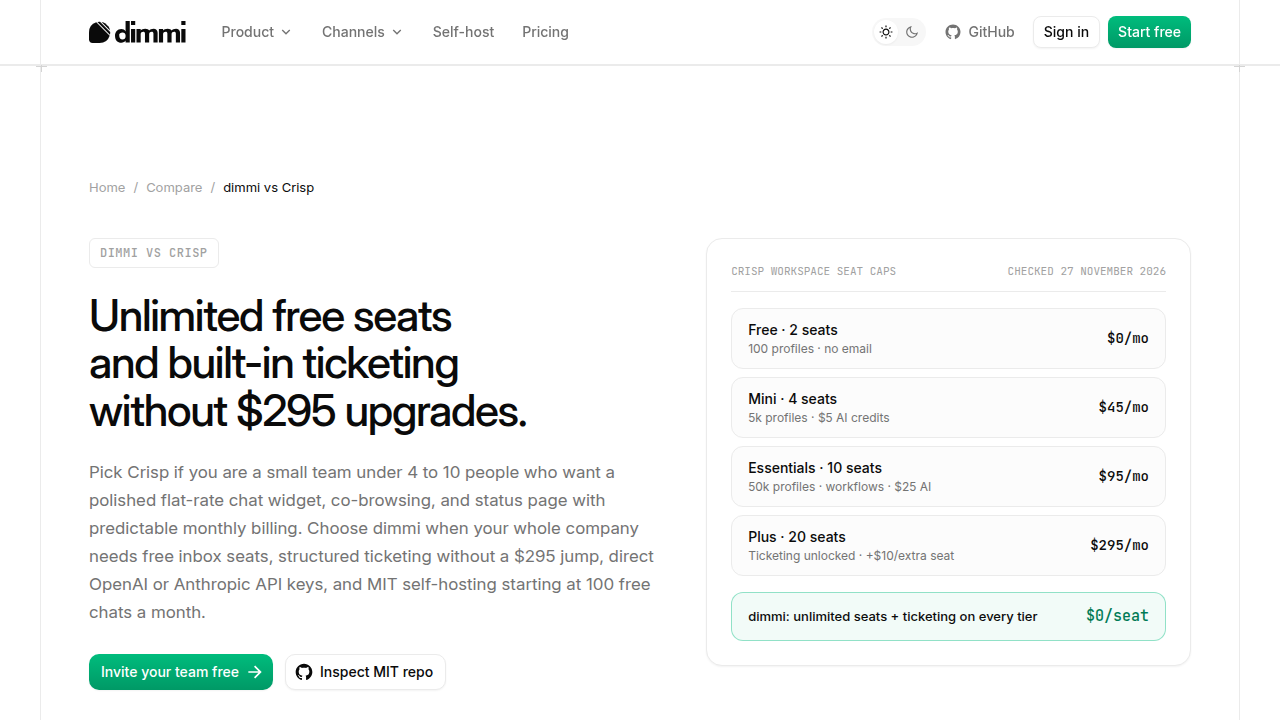 dimmi
Product
Channels
Self-host
Pricing
GitHub
Sign in
Start free
Home / Compare / dimmi vs Crisp
DIMMI VS CRISP
Unlimited free seats
and built-in ticketing
without $295 upgrades.
Pick Crisp if you are a small team under 4 to 10 people who want a
polished flat-rate chat widget, co-browsing, and status page with
predictable monthly billing. Choose dimmi when your whole company
needs free inbox seats, structured ticketing without a $295 jump, direct
OpenAI or Anthropic API keys, and MIT self-hosting starting at 100 free
chats a month.
Invite your team free
Inspect MIT repo
CRISP WORKSPACE SEAT CAPS
CHECKED 27 NOVEMBER 2026
Free · 2 seats
100 profiles · no email
$0/mo
Mini · 4 seats
5k profiles · $5 AI credits
$45/mo
Essentials · 10 seats
50k profiles · workflows · $25 AI
$95/mo
Plus · 20 seats
Ticketing unlocked · +$10/extra seat
$295/mo
dimmi: unlimited seats + ticketing on every tier
$0/seat